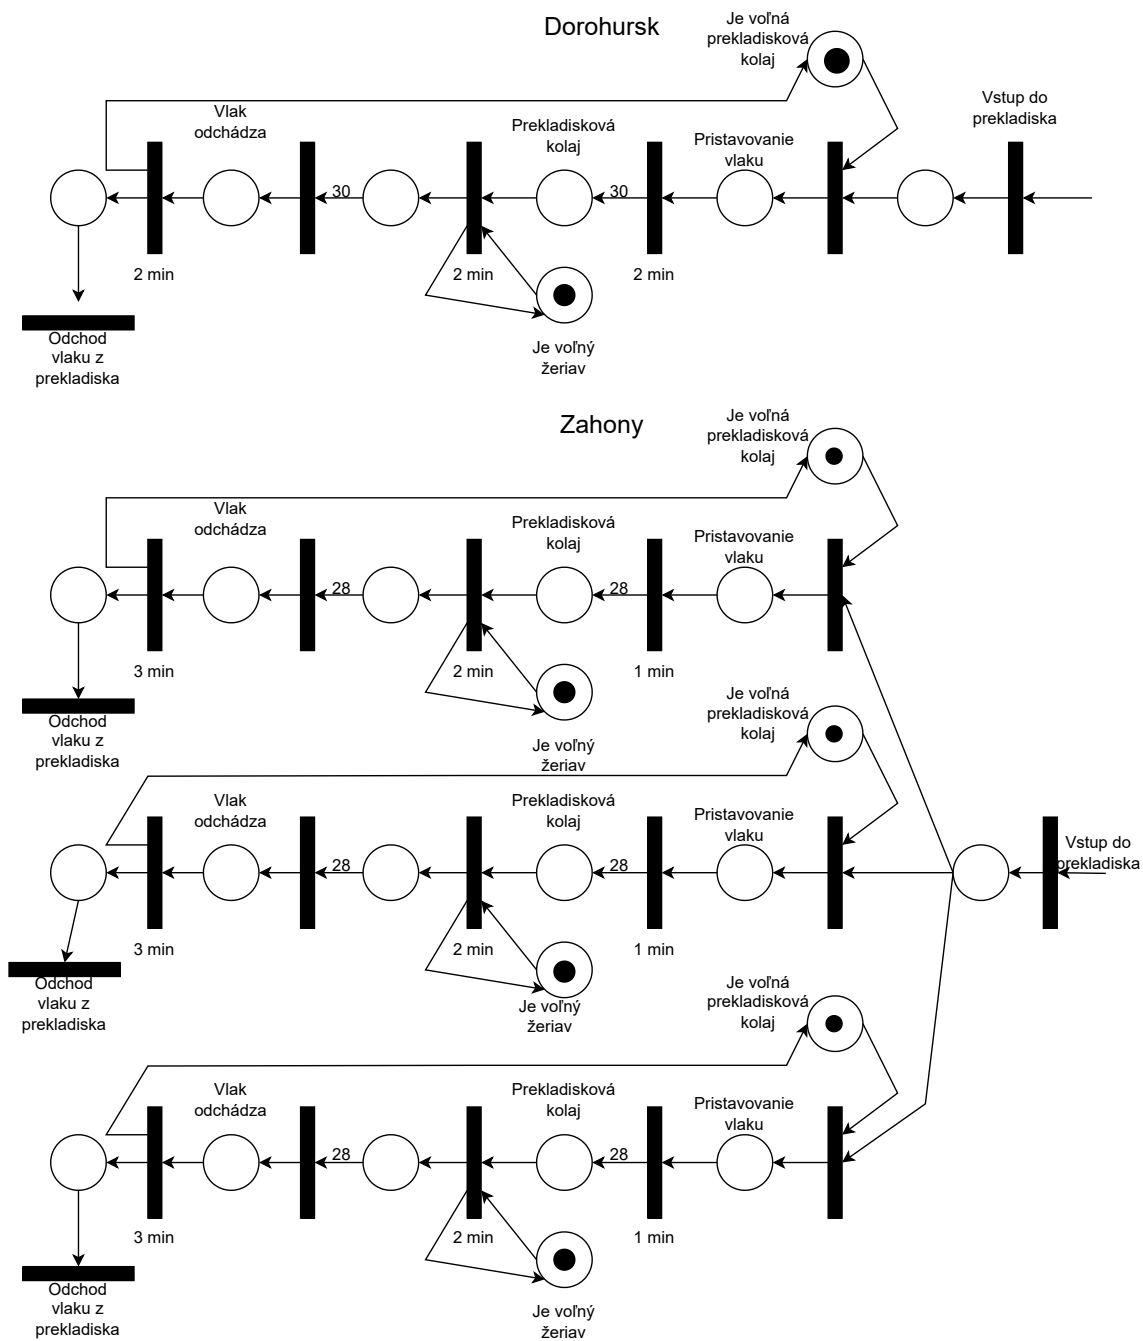 Dorohursk
Je voľná
prekladisková
kolaj
Vstup do
prekladiska
Vlak
odchádza
Prekladisková
kolaj
Pristavovanie
vlaku
30
30
2 min
2 min
2 min
Odchod
vlaku z
prekladiska
Je voľný
žeriav
Zahony
Je voľná
prekladisková
kolaj
Vlak
odchádza
Prekladisková
kolaj
Pristavovanie
vlaku
28
28
3 min
2 min
1 min
Odchod
vlaku z
prekladiska
Je voľný
žeriav
Je voľná
prekladisková
kolaj
Vlak
odchádza
Prekladisková
kolaj
Pristavovanie
vlaku
Vstup do
prekladiska
28
28
3 min
2 min
1 min
Odchod
vlaku z
prekladiska
Je voľný
žeriav
Je voľná
prekladisková
kolaj
Vlak
odchádza
Prekladisková
kolaj
Pristavovanie
vlaku
28
28
3 min
2 min
1 min
Odchod
vlaku z
prekladiska
Je voľný
žeriav